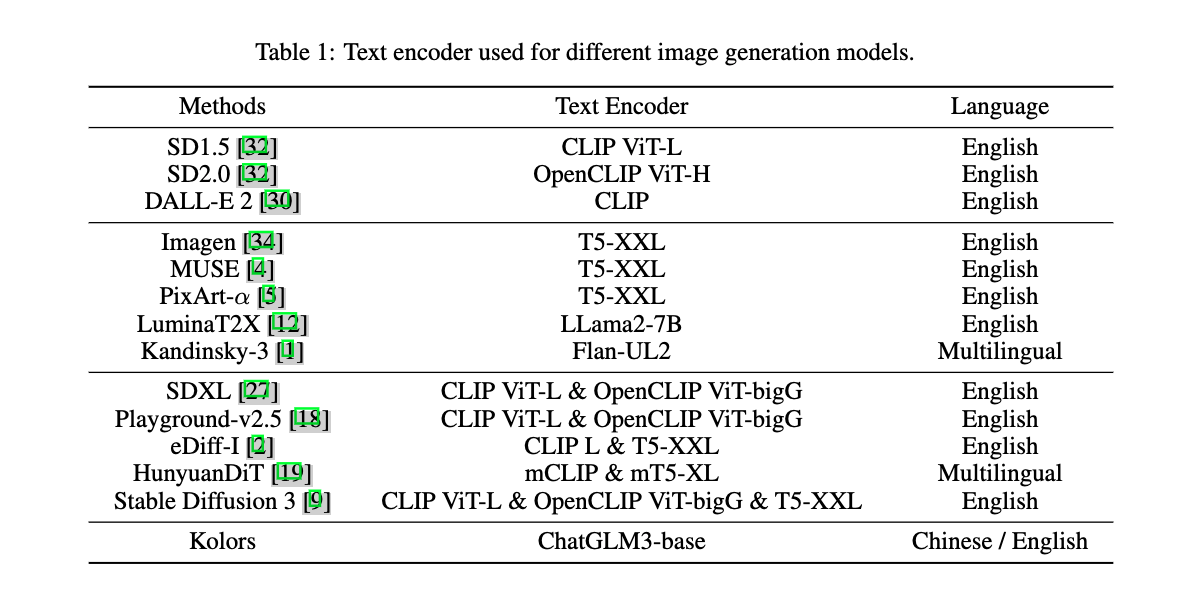 Table 1: Text encoder used for different image generation models.
Methods Text Encoder Language
SD1.5 [32] CLIP ViT-L English
SD2.0 [32] OpenCLIP ViT-H English
DALL-E 2 [30] CLIP English
Imagen [34] T5-XXL English
MUSE [4] T5-XXL English
PixArt-α [5] T5-XXL English
LuminaT2X [12] LLama2-7B English
Kandinsky-3 [1] Flan-UL2 Multilingual
SDXL [27] CLIP ViT-L & OpenCLIP ViT-bigG English
Playground-v2.5 [18] CLIP ViT-L & OpenCLIP ViT-bigG English
eDiff-I [2] CLIP L & T5-XXL English
HunyuanDiT [19] mCLIP & mT5-XL Multilingual
Stable Diffusion 3 [9] CLIP ViT-L & OpenCLIP ViT-bigG & T5-XXL English
Kolors ChatGLM3-base Chinese / English